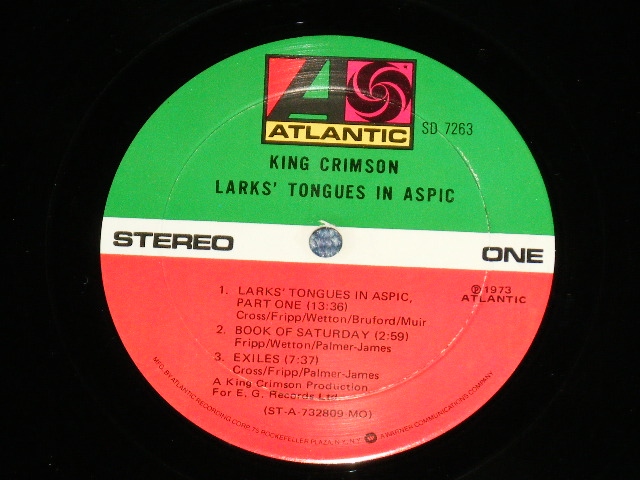 ATLANTIC
SD 7263
KING CRIMSON
LARKS' TONGUES IN ASPIC
STEREO
ONE
1. LARKS' TONGUES IN ASPIC,
PART ONE (13:36)
Cross/Fripp/Wetton/Bruford/Muir
2. BOOK OF SATURDAY (2:59)
Fripp/Wetton/Palmer-James
3. EXILES (7:37)
Cross/Fripp/Palmer-James
A King Crimson Production
For E. G. Records Ltd.
(ST-A-732809-MO)
℗1973
ATLANTIC
MFG. BY ATLANTIC RECORDING CORP. 75 ROCKEFELLER PLAZA, N.Y., N.Y. A WARNER COMMUNICATIONS COMPANY